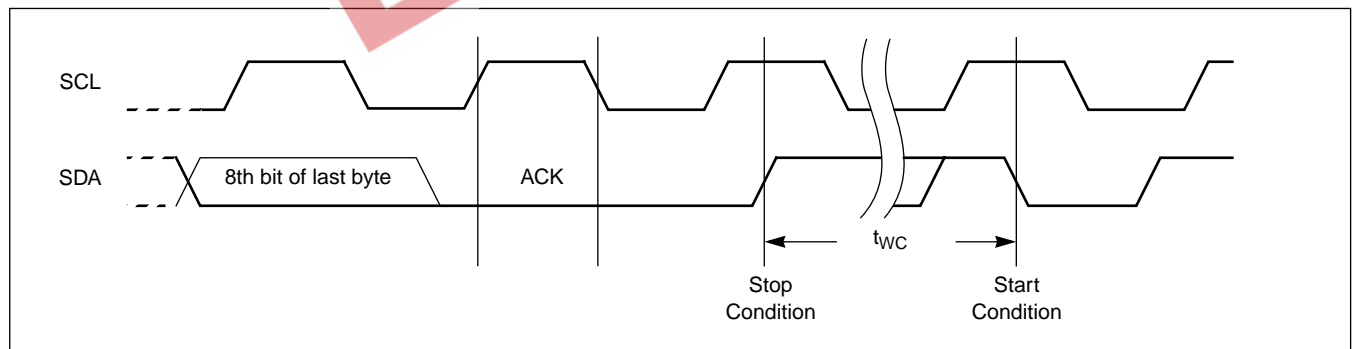 SCL
SDA
8th bit of last byte
ACK
tWC
Stop
Condition
Start
Condition